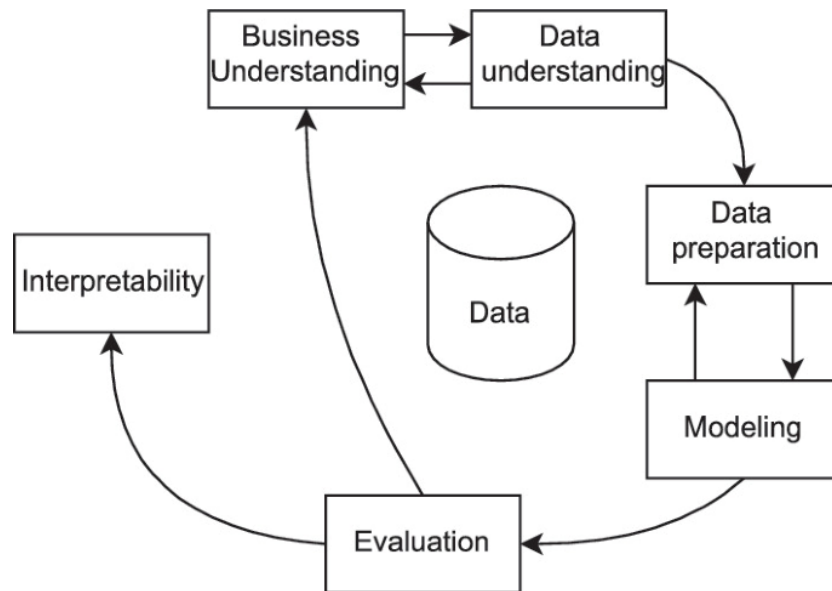 Business
Understanding
Data
understanding
Data
preparation
Interpretability
Data
Modeling
Evaluation